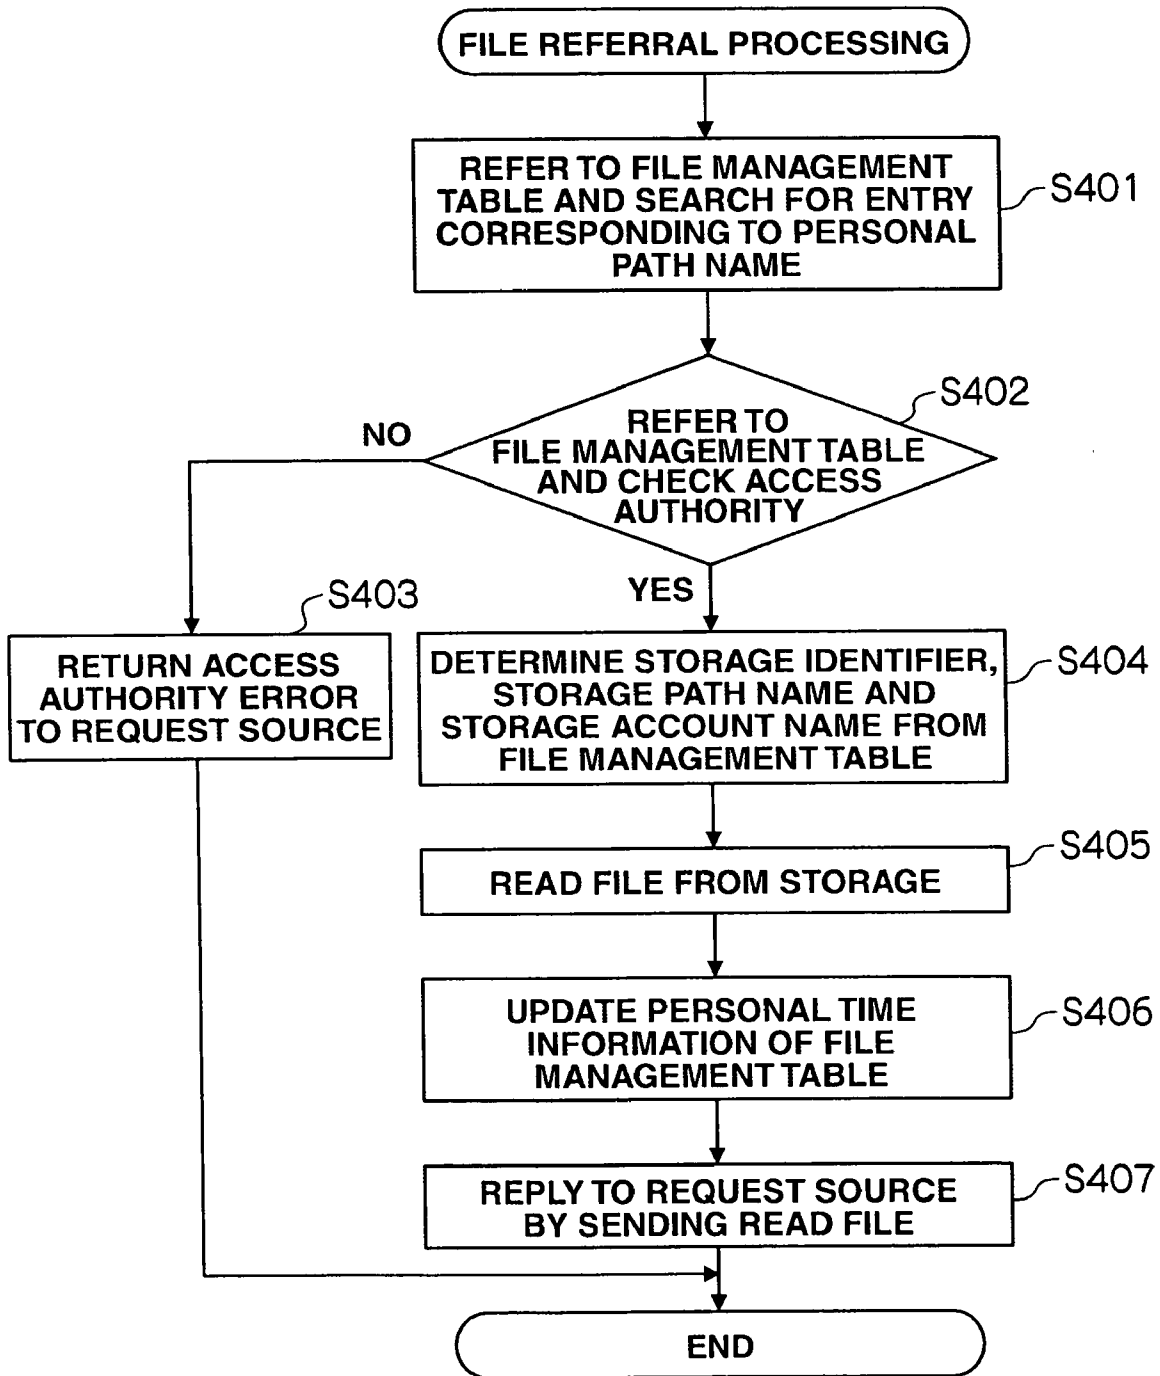 FILE REFERRAL PROCESSING
REFER TO FILE MANAGEMENT
TABLE AND SEARCH FOR ENTRY
CORRESPONDING TO PERSONAL
PATH NAME
S401
S402
REFER TO
FILE MANAGEMENT TABLE
AND CHECK ACCESS
AUTHORITY
NO
YES
S403
RETURN ACCESS
AUTHORITY ERROR
TO REQUEST SOURCE
DETERMINE STORAGE IDENTIFIER,
STORAGE PATH NAME AND
STORAGE ACCOUNT NAME FROM
FILE MANAGEMENT TABLE
S404
READ FILE FROM STORAGE
S405
UPDATE PERSONAL TIME
INFORMATION OF FILE
MANAGEMENT TABLE
S406
REPLY TO REQUEST SOURCE
BY SENDING READ FILE
S407
END